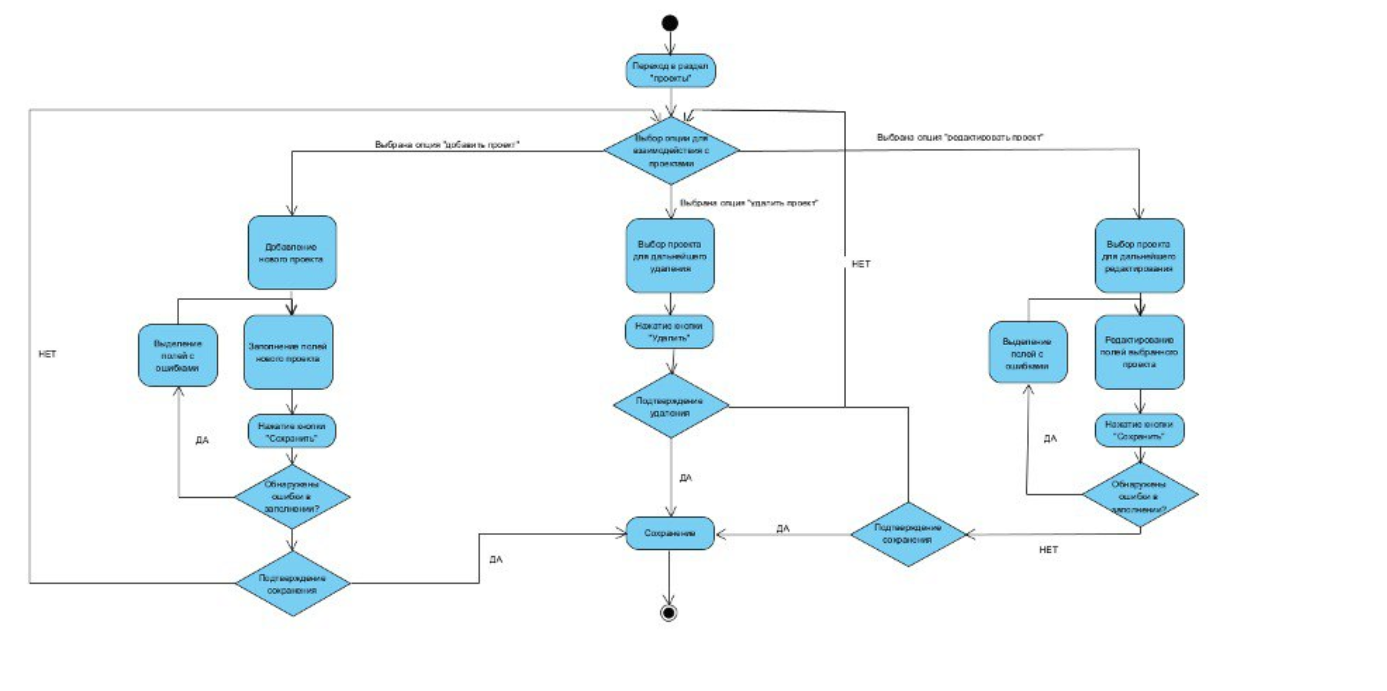 Переход в раздел
"проекты"
Выбор опции для
взаимодействия с
проектами
Выбрана опция "добавить проект"
Выбрана опция "редактировать проект"
Выбрана опция "удалить проект"
Добавление
нового проекта
Выбор проекта
для дальнейшего
удаления
Выбор проекта
для дальнейшего
редактирования
НЕТ
Выделение
полей с
ошибками
Заполнение полей
нового проекта
Нажатие кнопки
"Удалить"
Выделение
полей с
ошибками
Редактирование
полей выбранного
проекта
НЕТ
Подтверждение
удаления
Нажатие кнопки
"Сохранить"
ДА
Нажатие кнопки
"Сохранить"
ДА
Обнаружены
ошибки в
заполнении?
ДА
Обнаружены
ошибки в
заполнении?
Сохранение
ДА
Подтверждение
сохранения
НЕТ
ДА
Подтверждение
сохранения